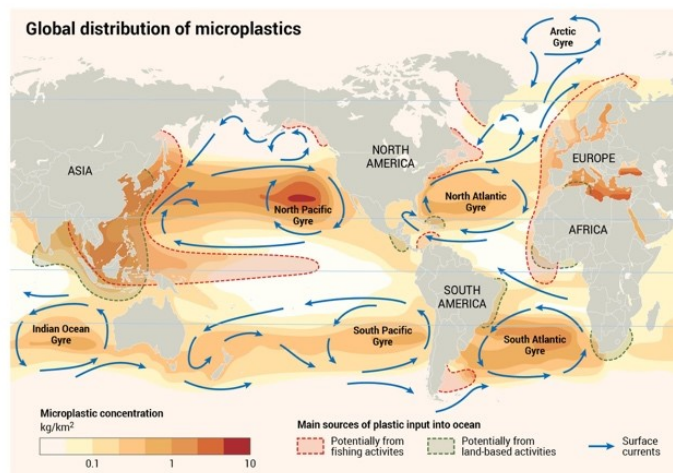 Global distribution of microplastics
Arctic
Gyre
ASIA
NORTH
AMERICA
EUROPE
North Pacific
Gyre
North Atlantic
Gyre
AFRICA
SOUTH
AMERICA
Indian Ocean
Gyre
South Pacific
Gyre
South Atlantic
Gyre
Microplastic concentration
kg/km²
0.1 1 10
Main sources of plastic input into ocean
Potentially from
fishing activites
Potentially from
land-based activities
Surface
currents